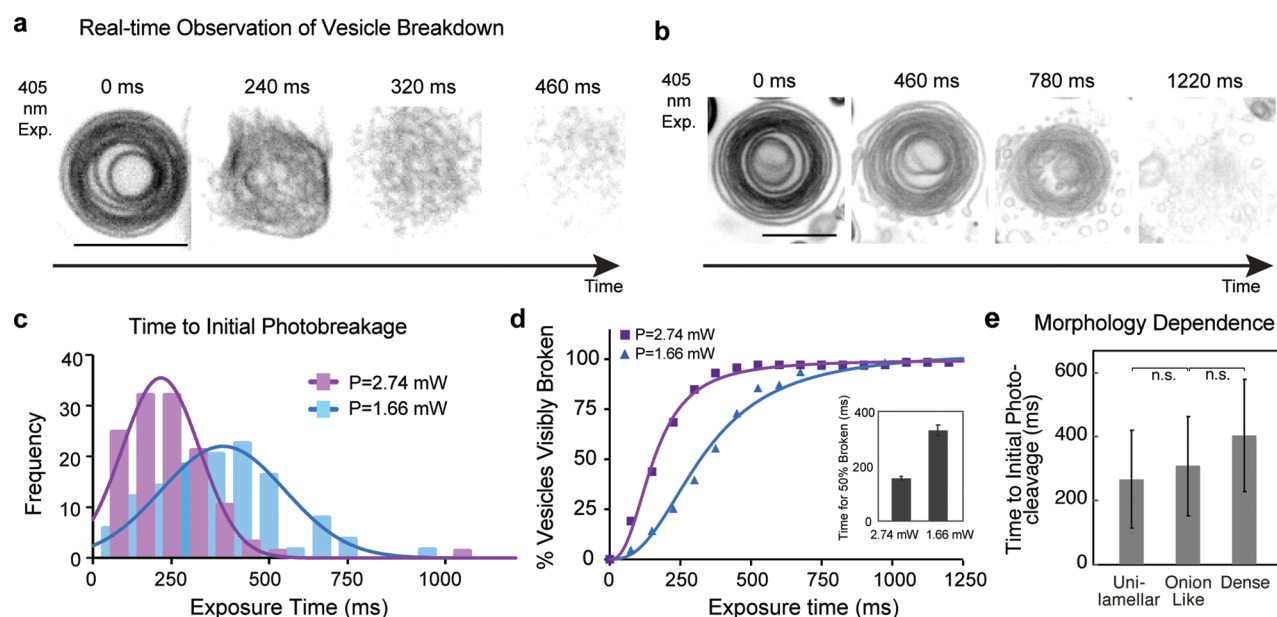 a
Real-time Observation of Vesicle Breakdown
405
nm
Exp.
0 ms
240 ms
320 ms
460 ms
Time
b
405
nm
Exp.
0 ms
460 ms
780 ms
1220 ms
Time
c
Time to Initial Photobreakage
Frequency
40
30
20
10
0
P=2.74 mW
P=1.66 mW
0
250
500
750
1000
Exposure Time (ms)
d
% Vesicles Visibly Broken
100
75
50
25
0
P=2.74 mW
P=1.66 mW
Time for 50% Broken (ms)
400
200
0
2.74 mW
1.66 mW
0
250
500
750
1000
1250
Exposure time (ms)
e
Morphology Dependence
Time to Initial Photo-
cleavage (ms)
600
400
200
0
n.s.
n.s.
Uni-
lamellar
Onion
Like
Dense